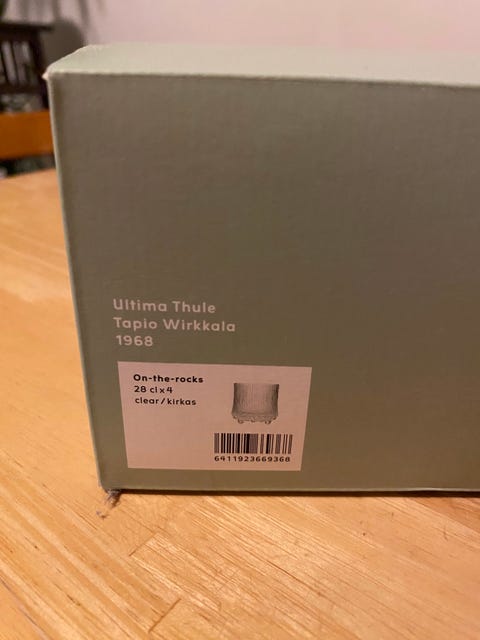 Ultima Thule
Tapio Wirkkala
1968
On-the-rocks
28 cl x 4
clear/kirkas
6411923669368